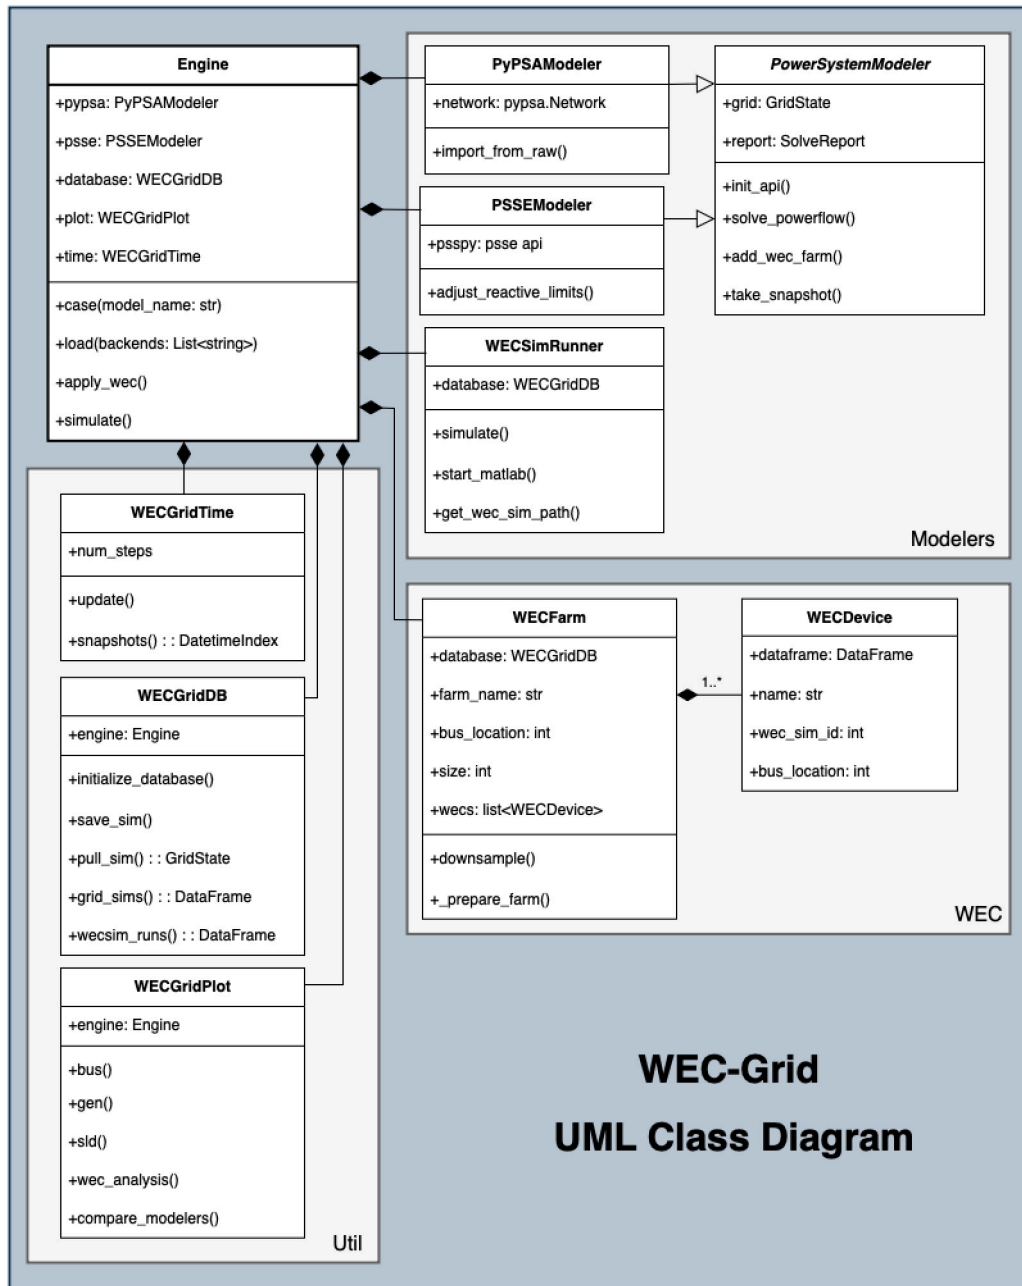 Engine
+pypsa: PyPSAModeler
+psse: PSSEModeler
+database: WECGridDB
+plot: WECGridPlot
+time: WECGridTime
+case(model_name: str)
+load(backends: List<string>)
+apply_wec()
+simulate()
PyPSAModeler
+network: pypsa.Network
+import_from_raw()
PowerSystemModeler
+grid: GridState
+report: SolveReport
+init_api()
+solve_powerflow()
+add_wec_farm()
+take_snapshot()
PSSEModeler
+psspy: psse api
+adjust_reactive_limits()
WECSimRunner
+database: WECGridDB
+simulate()
+start_matlab()
+get_wec_sim_path()
Modelers
WECGridTime
+num_steps
+update()
+snapshots() : : DatetimeIndex
WECGridDB
+engine: Engine
+initialize_database()
+save_sim()
+pull_sim() : : GridState
+grid_sims() : : DataFrame
+wecsim_runs() : : DataFrame
WECGridPlot
+engine: Engine
+bus()
+gen()
+sld()
+wec_analysis()
+compare_modelers()
Util
WECFarm
+database: WECGridDB
+farm_name: str
+bus_location: int
+size: int
+wecs: list<WECDevice>
+downsample()
+_prepare_farm()
1..*
WECDevice
+dataframe: DataFrame
+name: str
+wec_sim_id: int
+bus_location: int
WEC
WEC-Grid
UML Class Diagram